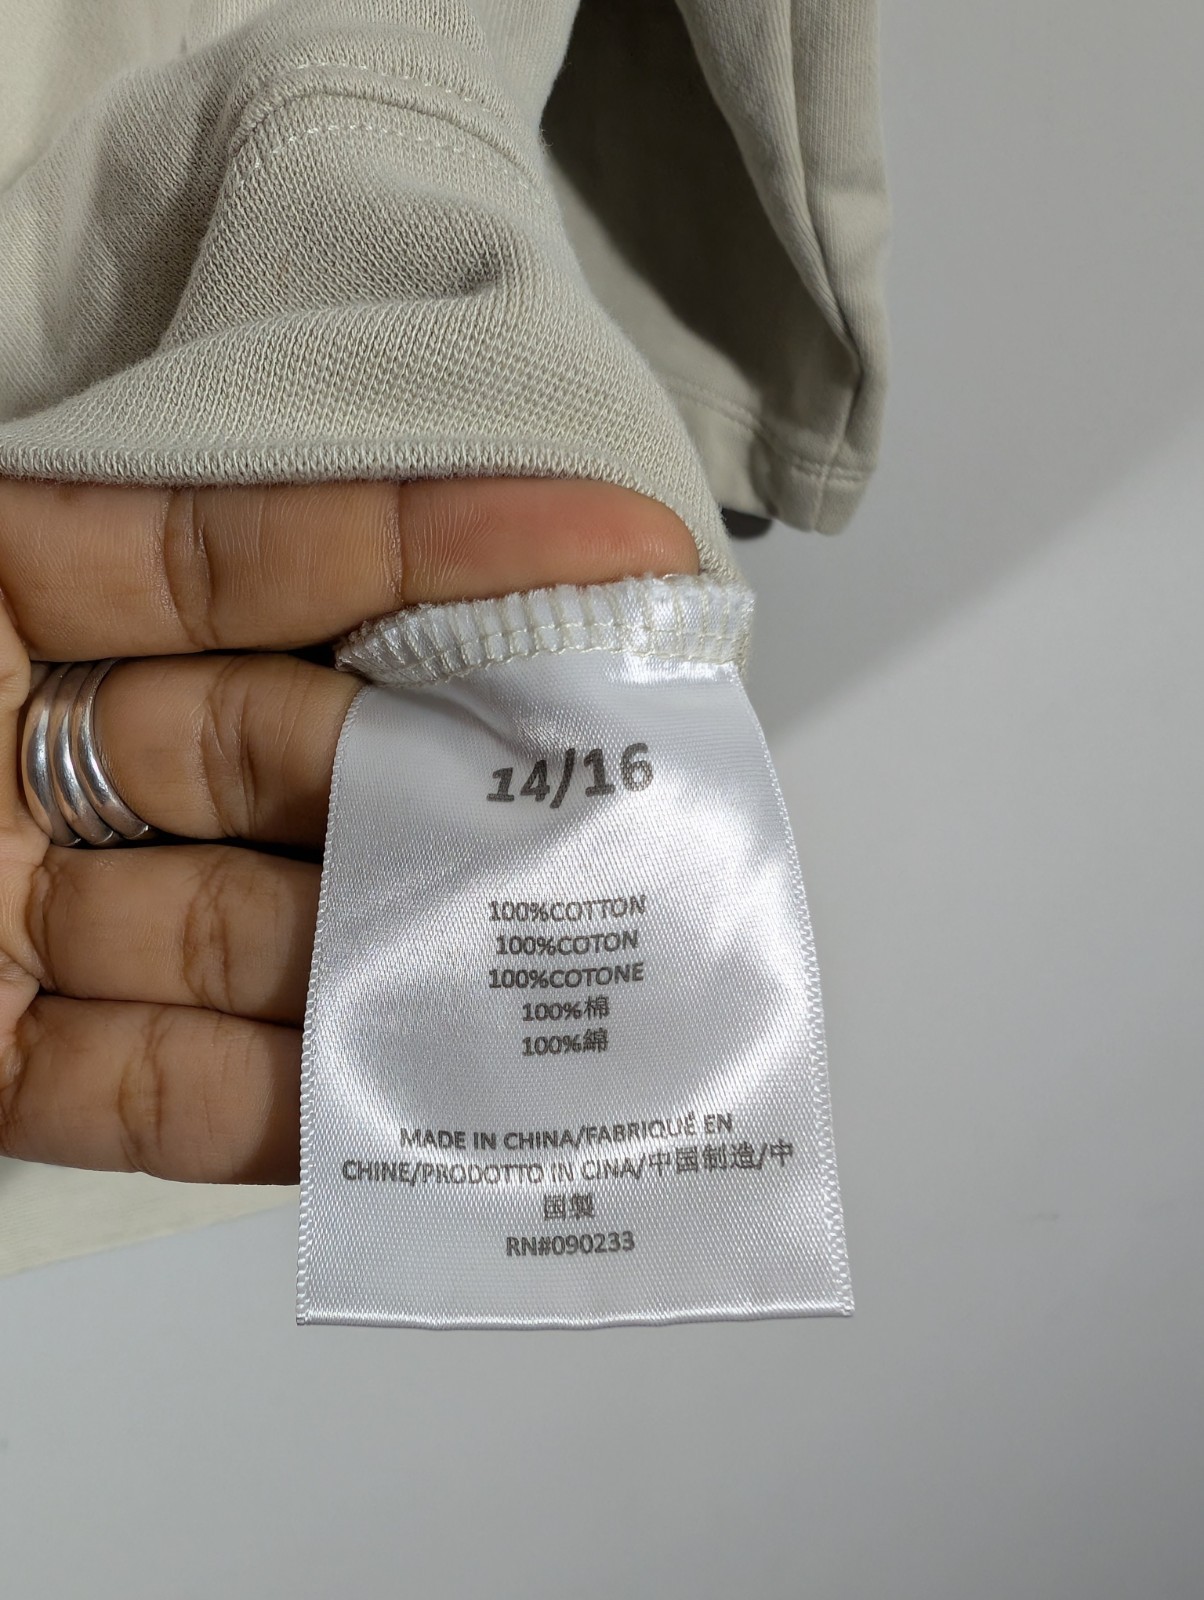 14/16
100%COTTON
100%COTON
100%COTONE
100%棉
100%綿
MADE IN CHINA/FABRIQUÉ EN
CHINE/PRODOTTO IN CINA/中国制造/中
国製
RN#090233